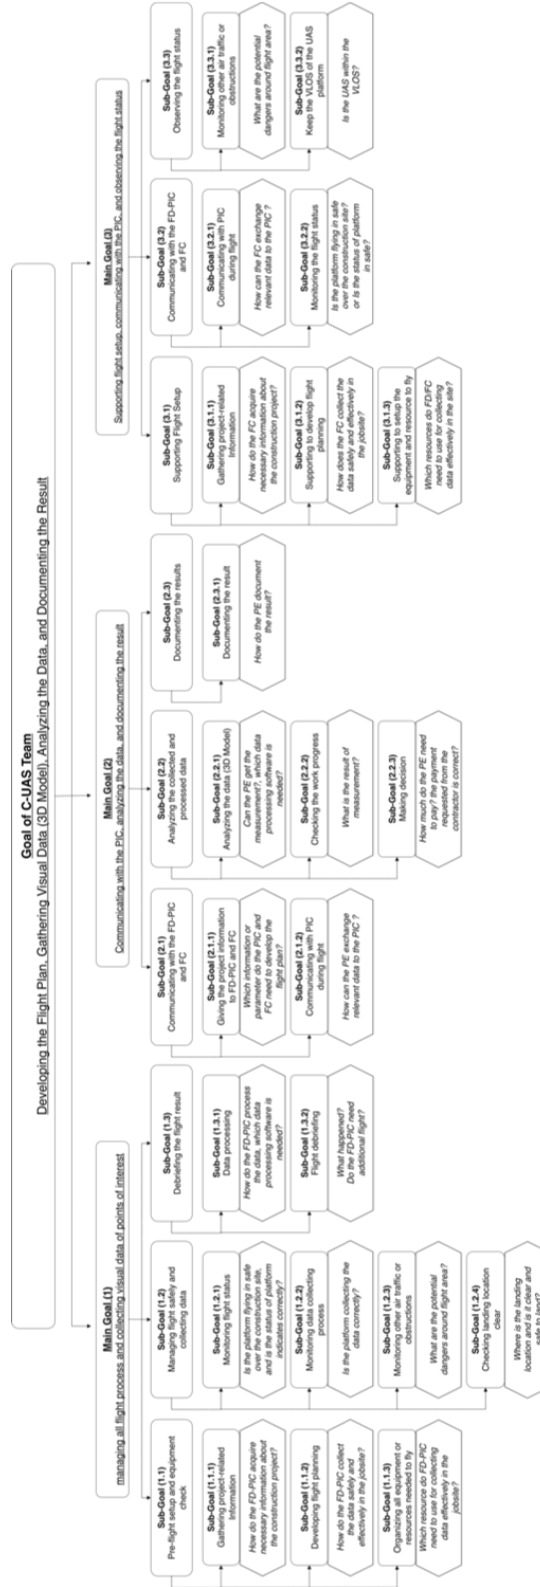 Goal of C-UAS Team
Developing the Flight Plan, Gathering Visual Data (3D Model), Analyzing the Data, and Documenting the Result
Main Goal (1)
managing all flight process and collecting visual data of points of interest
Sub-Goal (1.1)
Pre-flight setup and equipment
check
Sub-Goal (1.1.1)
Gathering project-related
Information
How do the FD-PIC acquire
necessary information about
the construction project?
Sub-Goal (1.1.2)
Developing flight planning
How do the FD-PIC collect
the data safely and
effectively in the jobsite?
Sub-Goal (1.1.3)
Organizing all equipment or
resources needed to fly
Which resource do FD-PIC
need to use for collecting
data effectively in the
jobsite?
Sub-Goal (1.2)
Managing flight safely and
collecting data
Sub-Goal (1.2.1)
Monitoring flight status
Is the platform flying in safe
over the construction site,
and is the status of platform
indicates correctly?
Sub-Goal (1.2.2)
Monitoring data collecting
process
Is the platform collecting the
data correctly?
Sub-Goal (1.2.3)
Monitoring other air traffic or
obstructions
What are the potential
dangers around flight area?
Sub-Goal (1.2.4)
Checking landing location
clear
Where is the landing
location and is it clear and
safe to land?
Sub-Goal (1.3)
Debriefing the flight result
Sub-Goal (1.3.1)
Data processing
How do the FD-PIC process
the data, which data
processing software is
needed?
Sub-Goal (1.3.2)
Flight debriefing
What happened?
Do the FD-PIC need
additional flight?
Main Goal (2)
Communicating with the PIC, analyzing the data, and documenting the result
Sub-Goal (2.1)
Communicating with the FD-PIC
and FC
Sub-Goal (2.1.1)
Giving the project information
to FD-PIC and FC
Which information or
parameter do the PIC and
FC need to develop the
flight plan?
Sub-Goal (2.1.2)
Communicating with PIC
during flight
How can the PE exchange
relevant data to the PIC ?
Sub-Goal (2.2)
Analyzing the collected and
processed data
Sub-Goal (2.2.1)
Analyzing the data (3D Model)
Can the PE get the
measurement?, which data
processing software is
needed?
Sub-Goal (2.2.2)
Checking the work progress
What is the result of
measurement?
Sub-Goal (2.2.3)
Making decision
How much do the PE need
to pay? the payment
requested from the
contractor is correct?
Sub-Goal (2.3)
Documenting the results
Sub-Goal (2.3.1)
Documenting the result
How do the PE document
the result?
Main Goal (3)
Supporting flight setup, communicating with the PIC, and observing the flight status
Sub-Goal (3.1)
Supporting Flight Setup
Sub-Goal (3.1.1)
Gathering project-related
Information
How do the FC acquire
necessary information about
the construction project?
Sub-Goal (3.1.2)
Supporting to develop flight
planning
How does the FC collect the
data safely and effectively in
the jobsite?
Sub-Goal (3.1.3)
Supporting to setup the
equipment and resource to fly
Which resources do FD/FC
need to use for collecting
data effectively in the site?
Sub-Goal (3.2)
Communicating with the FD-PIC
and FC
Sub-Goal (3.2.1)
Communicating with PIC
during flight
How can the FC exchange
relevant data to the PIC ?
Sub-Goal (3.2.2)
Monitoring the flight status
Is the platform flying in safe
over the construction site?
or Is the status of platform
in safe?
Sub-Goal (3.3)
Observing the flight status
Sub-Goal (3.3.1)
Monitoring other air traffic or
obstructions
What are the potential
dangers around flight area?
Sub-Goal (3.3.2)
Keep the VLOS of the UAS
platform
Is the UAS within the
VLOS?